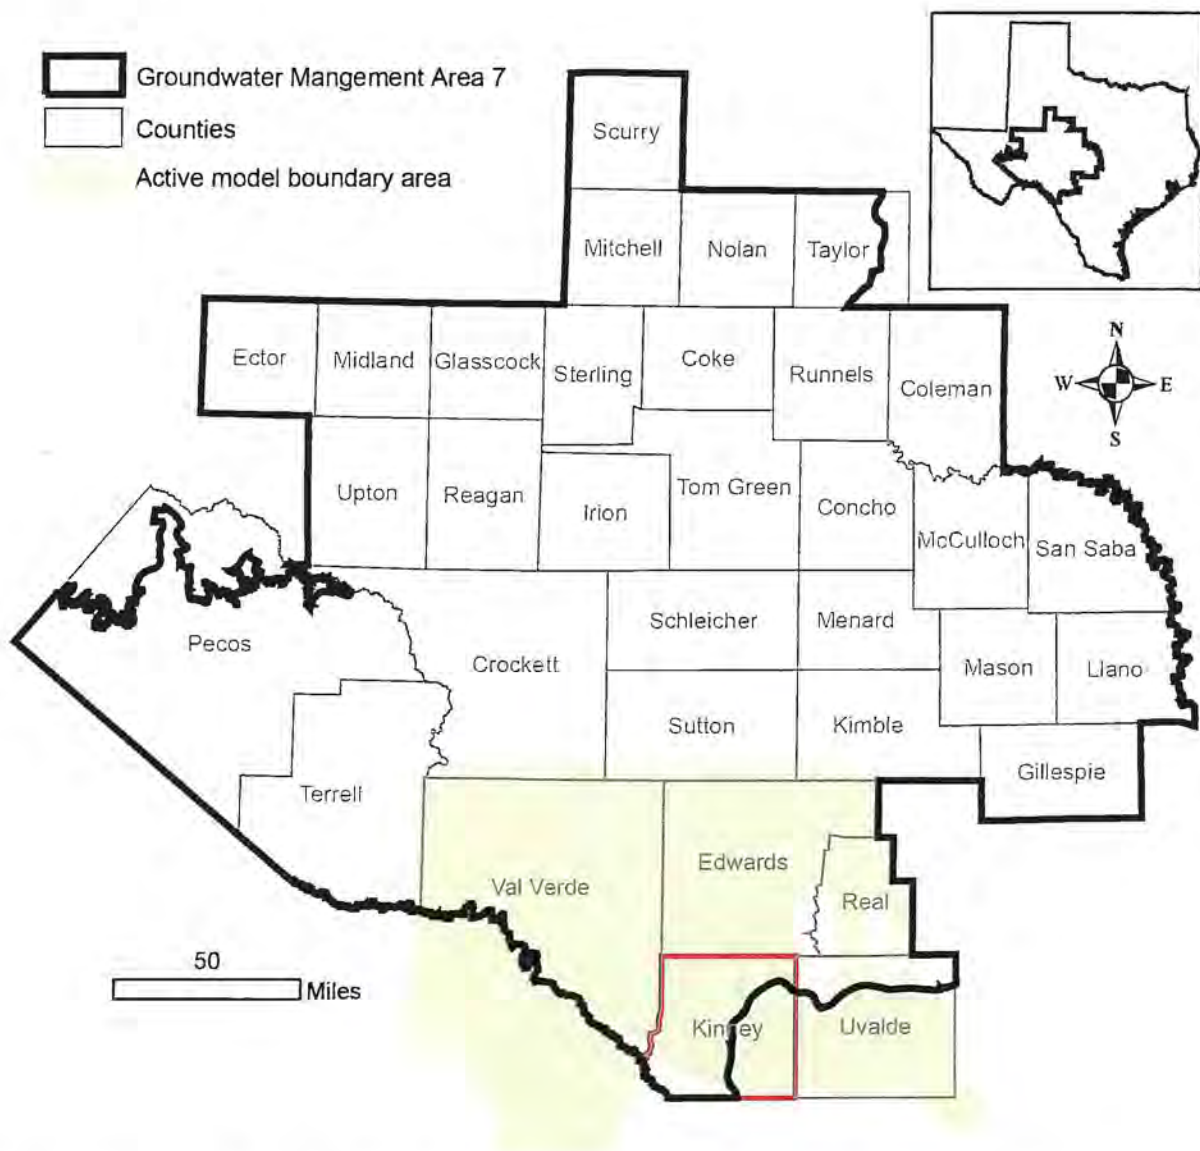 Groundwater Mangement Area 7
Counties
Active model boundary area
Scurry
Mitchell
Nolan
Taylor
Ector
Midland
Glasscock
Sterling
Coke
Runnels
Coleman
N
W
E
S
Upton
Reagan
Irion
Tom Green
Concho
McCulloch
San Saba
Pecos
Crockett
Schleicher
Menard
Mason
Llano
Sutton
Kimble
Gillespie
Terrell
Val Verde
Edwards
Real
50
Miles
Kinney
Uvalde